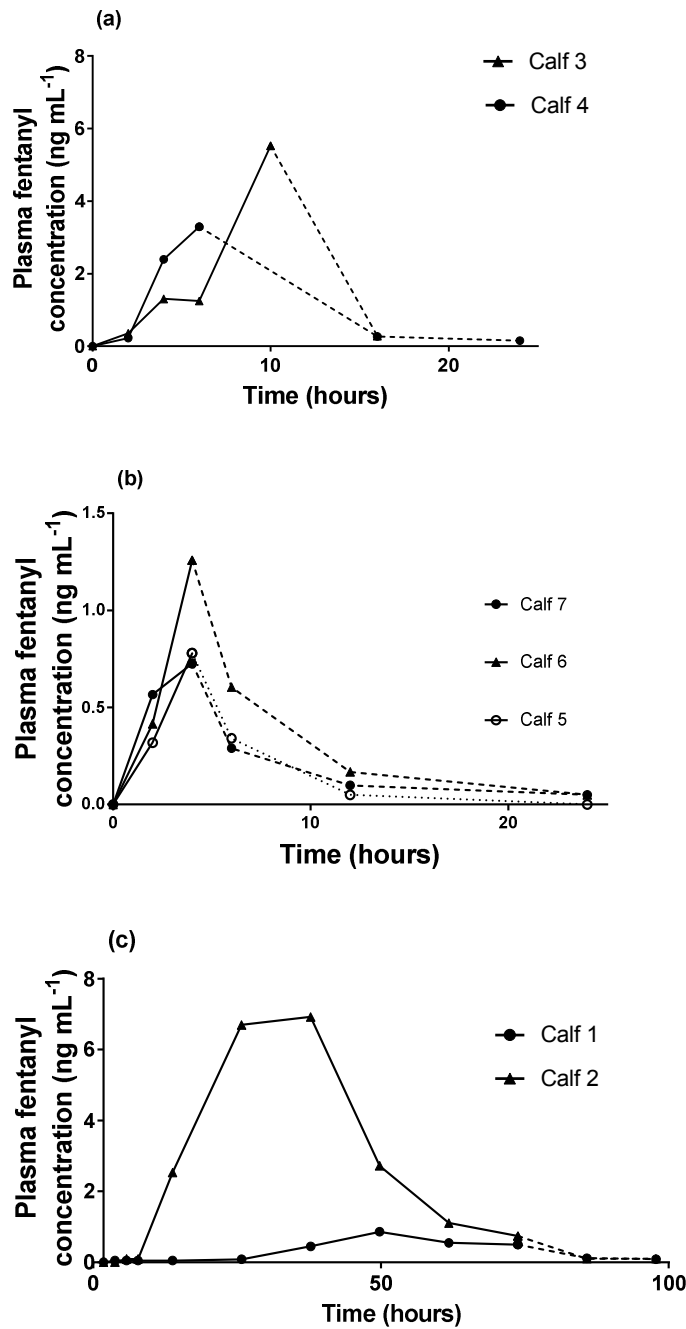 (a)
8
6
4
2
0
0
10
20
Plasma fentanyl
concentration (ng mL-1)
Time (hours)
Calf 3
Calf 4
(b)
1.5
1.0
0.5
0.0
0
10
20
Plasma fentanyl
concentration (ng mL-1)
Time (hours)
Calf 7
Calf 6
Calf 5
(c)
8
6
4
2
0
0
50
100
Plasma fentanyl
concentration (ng mL-1)
Time (hours)
Calf 1
Calf 2